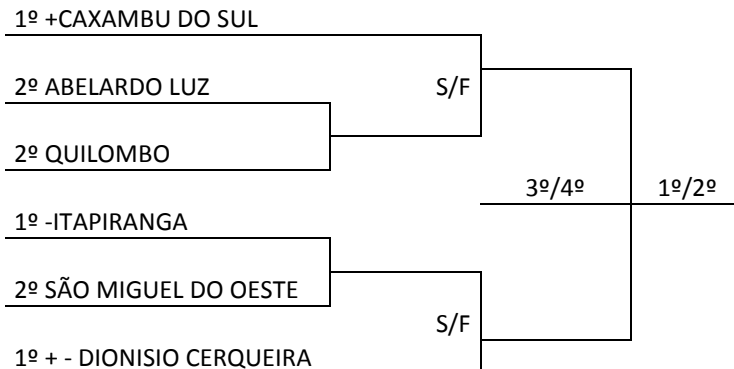 1º +CAXAMBU DO SUL
2º ABELARDO LUZ
S/F
2º QUILOMBO
3º/4º
1º/2º
1º -ITAPIRANGA
2º SÃO MIGUEL DO OESTE
S/F
1º + - DIONISIO CERQUEIRA